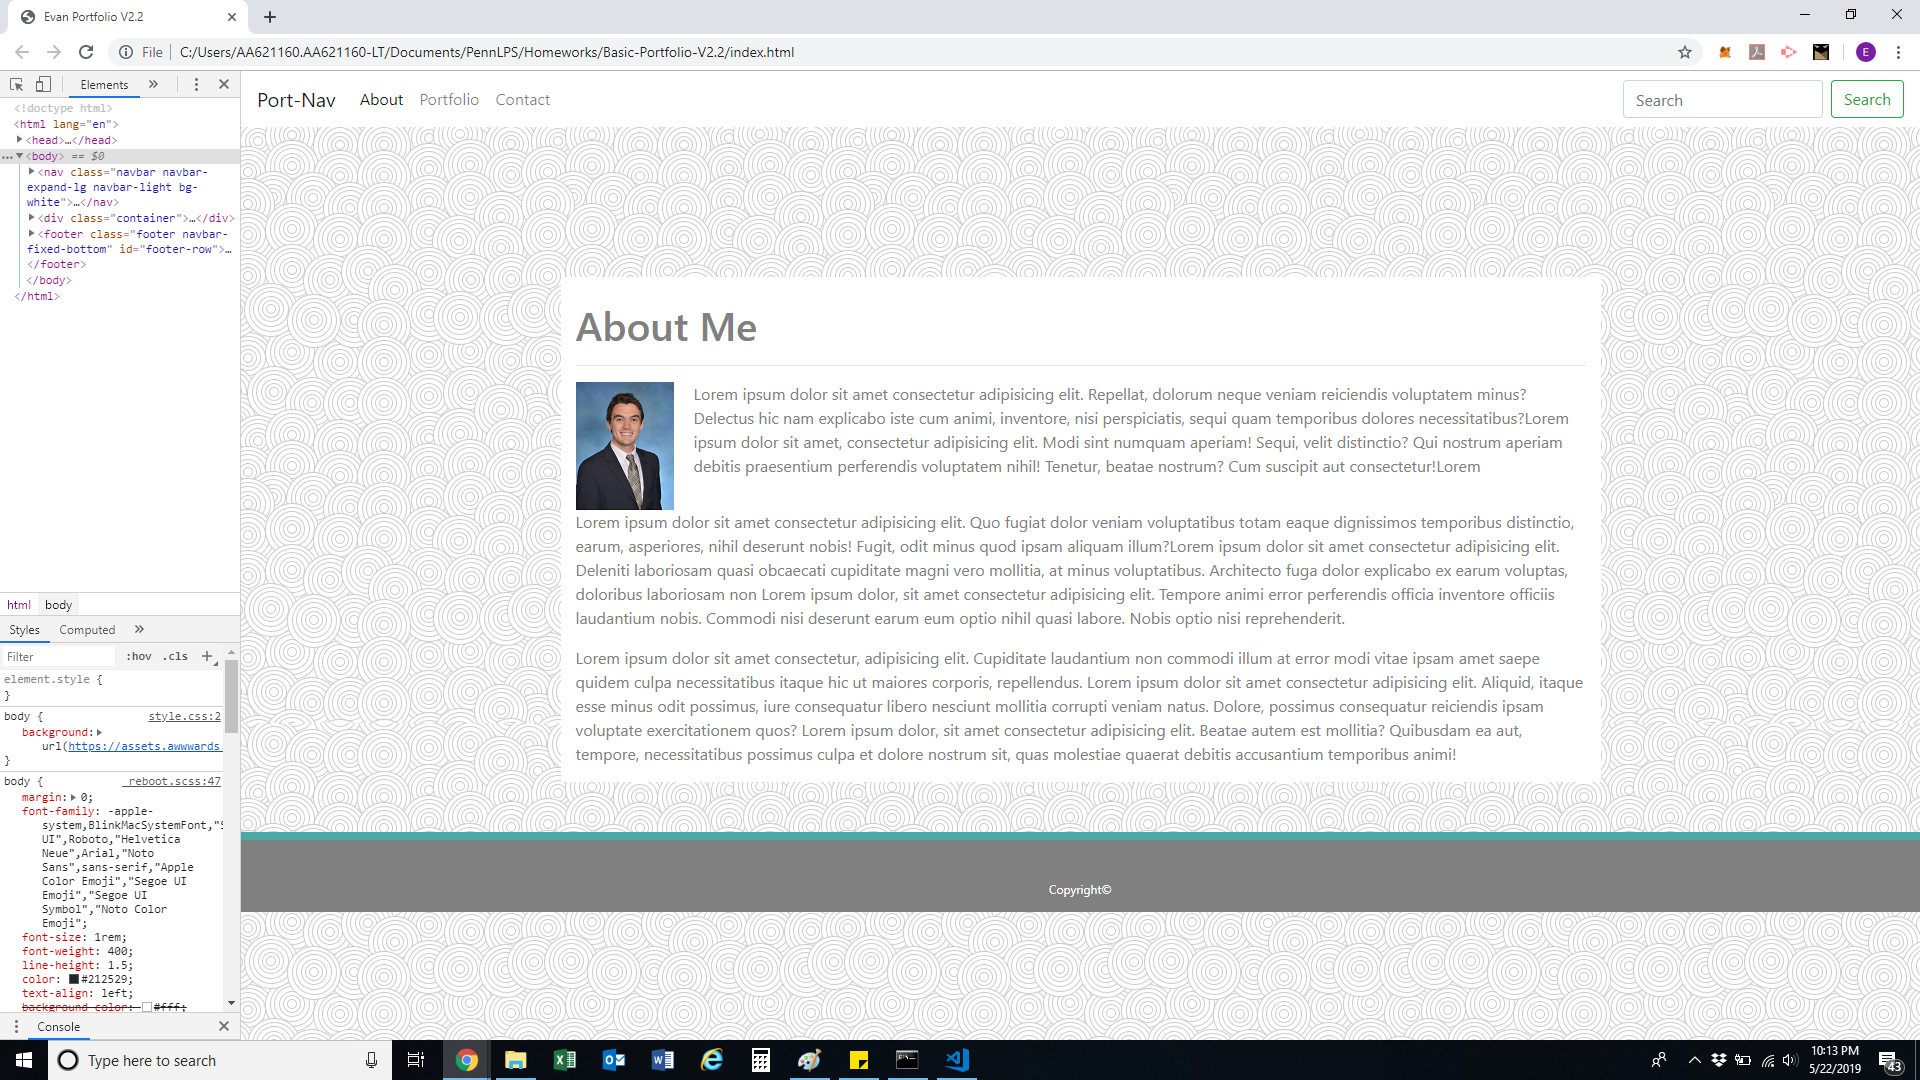 Evan Portfolio V2.2
File
C:/Users/AA621160.AA621160-LT/Documents/PennLPS/Homeworks/Basic-Portfolio-V2.2/index.html
E
Elements
<!doctype html>
<html lang="en">
<head>…</head>
<body> == $0
<nav class="navbar navbar-
expand-lg navbar-light bg-
white">…</nav>
<div class="container">…</div>
<footer class="footer navbar-
fixed-bottom" id="footer-row">…
</footer>
</body>
</html>
html body
Styles Computed
Filter :hov .cls
element.style {
}
body { style.css:2
background:
url(https://assets.awwwards.
}
body { _reboot.scss:47
margin: 0;
font-family: -apple-
system,BlinkMacSystemFont,"S
UI",Roboto,"Helvetica
Neue",Arial,"Noto
Sans",sans-serif,"Apple
Color Emoji","Segoe UI
Emoji","Segoe UI
Symbol","Noto Color
Emoji";
font-size: 1rem;
font-weight: 400;
line-height: 1.5;
color: #212529;
text-align: left;
background-color: #fff;
Console
Port-Nav About Portfolio Contact
Search Search
About Me
Lorem ipsum dolor sit amet consectetur adipisicing elit. Repellat, dolorum neque veniam reiciendis voluptatem minus?
Delectus hic nam explicabo iste cum animi, inventore, nisi perspiciatis, sequi quam temporibus dolores necessitatibus?Lorem
ipsum dolor sit amet, consectetur adipisicing elit. Modi sint numquam aperiam! Sequi, velit distinctio? Qui nostrum aperiam
debitis praesentium perferendis voluptatem nihil! Tenetur, beatae nostrum? Cum suscipit aut consectetur!Lorem
Lorem ipsum dolor sit amet consectetur adipisicing elit. Quo fugiat dolor veniam voluptatibus totam eaque dignissimos temporibus distinctio,
earum, asperiores, nihil deserunt nobis! Fugit, odit minus quod ipsam aliquam illum?Lorem ipsum dolor sit amet consectetur adipisicing elit.
Deleniti laboriosam quasi obcaecati cupiditate magni vero mollitia, at minus voluptatibus. Architecto fuga dolor explicabo ex earum voluptas,
doloribus laboriosam non Lorem ipsum dolor, sit amet consectetur adipisicing elit. Tempore animi error perferendis officia inventore officiis
laudantium nobis. Commodi nisi deserunt earum eum optio nihil quasi labore. Nobis optio nisi reprehenderit.
Lorem ipsum dolor sit amet consectetur, adipisicing elit. Cupiditate laudantium non commodi illum at error modi vitae ipsam amet saepe
quidem culpa necessitatibus itaque hic ut maiores corporis, repellendus. Lorem ipsum dolor sit amet consectetur adipisicing elit. Aliquid, itaque
esse minus odit possimus, iure consequatur libero nesciunt mollitia corrupti veniam natus. Dolore, possimus consequatur reiciendis ipsam
voluptate exercitationem quos? Lorem ipsum dolor, sit amet consectetur adipisicing elit. Beatae autem est mollitia? Quibusdam ea aut,
tempore, necessitatibus possimus culpa et dolore nostrum sit, quas molestiae quaerat debitis accusantium temporibus animi!
Copyright©
Type here to search
10:13 PM
5/22/2019
43